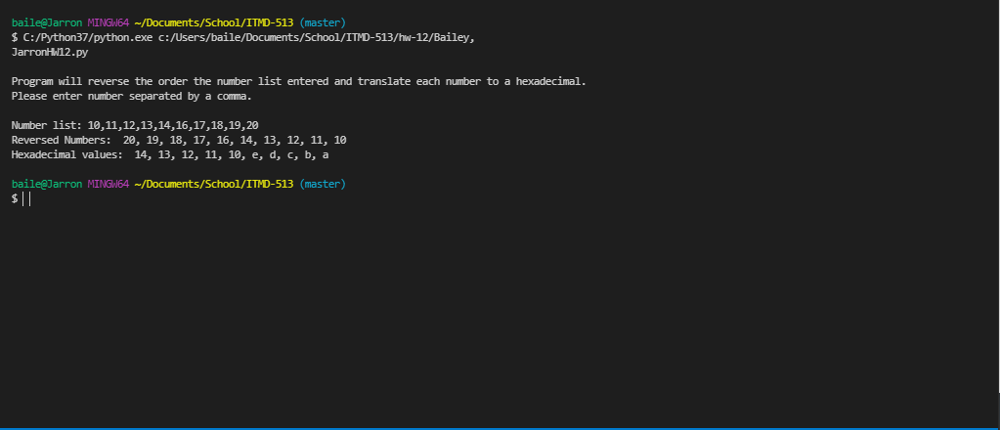 baile@Jarron MINGW64 ~/Documents/School/ITMD-513 (master)
$ C:/Python37/python.exe c:/Users/baile/Documents/School/ITMD-513/hw-12/Bailey,
JarronHW12.py
Program will reverse the order the number list entered and translate each number to a hexadecimal.
Please enter number separated by a comma.
Number list: 10,11,12,13,14,16,17,18,19,20
Reversed Numbers:  20, 19, 18, 17, 16, 14, 13, 12, 11, 10
Hexadecimal values:  14, 13, 12, 11, 10, e, d, c, b, a
baile@Jarron MINGW64 ~/Documents/School/ITMD-513 (master)
$